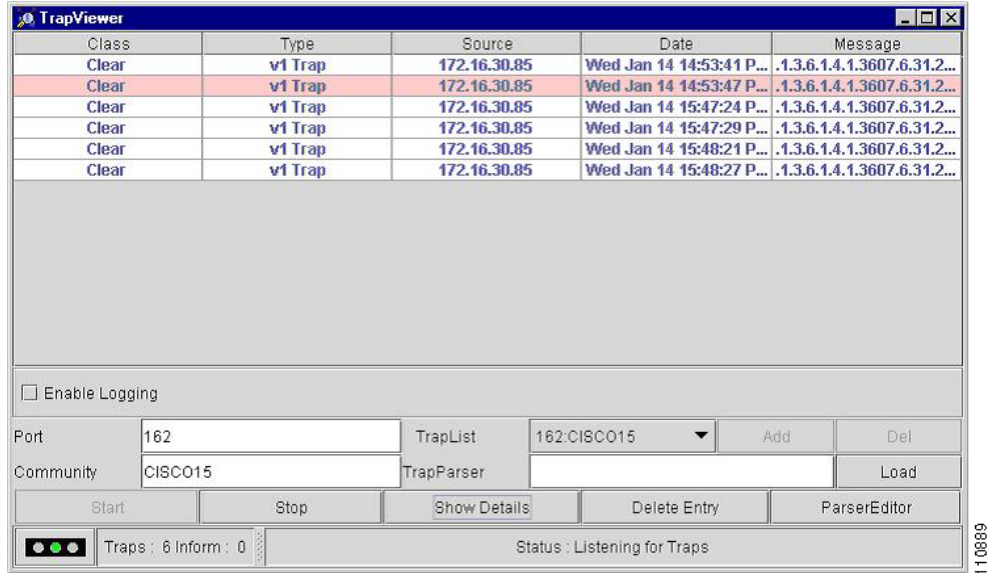 TrapViewer
Class Type Source Date Message
Clear v1 Trap 172.16.30.85 Wed Jan 14 14:53:41 P... .1.3.6.1.4.1.3607.6.31.2...
Clear v1 Trap 172.16.30.85 Wed Jan 14 14:53:47 P... .1.3.6.1.4.1.3607.6.31.2...
Clear v1 Trap 172.16.30.85 Wed Jan 14 15:47:24 P... .1.3.6.1.4.1.3607.6.31.2...
Clear v1 Trap 172.16.30.85 Wed Jan 14 15:47:29 P... .1.3.6.1.4.1.3607.6.31.2...
Clear v1 Trap 172.16.30.85 Wed Jan 14 15:48:21 P... .1.3.6.1.4.1.3607.6.31.2...
Clear v1 Trap 172.16.30.85 Wed Jan 14 15:48:27 P... .1.3.6.1.4.1.3607.6.31.2...
Enable Logging
Port 162 TrapList 162:CISCO15 Add Del
Community CISCO15 TrapParser Load
Start Stop Show Details Delete Entry ParserEditor
Traps : 6 Inform : 0 Status : Listening for Traps
110889